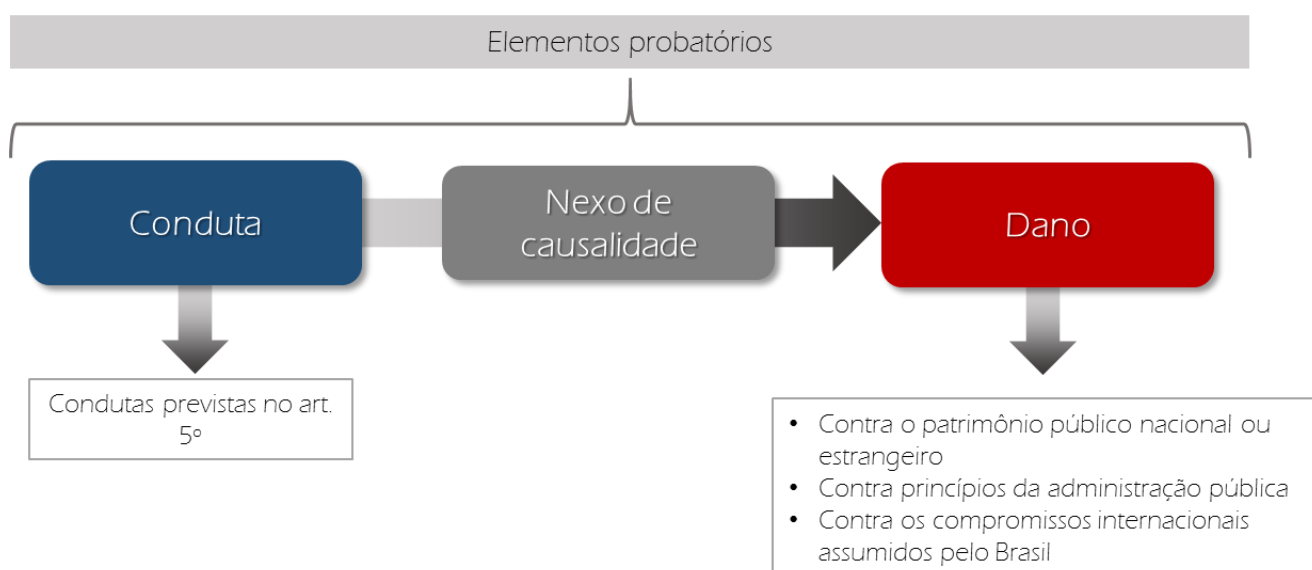 Elementos probatórios
Conduta
Nexo de
causalidade
Dano
Condutas previstas no art.
5º
• Contra o patrimônio público nacional ou
estrangeiro
• Contra princípios da administração pública
• Contra os compromissos internacionais
assumidos pelo Brasil